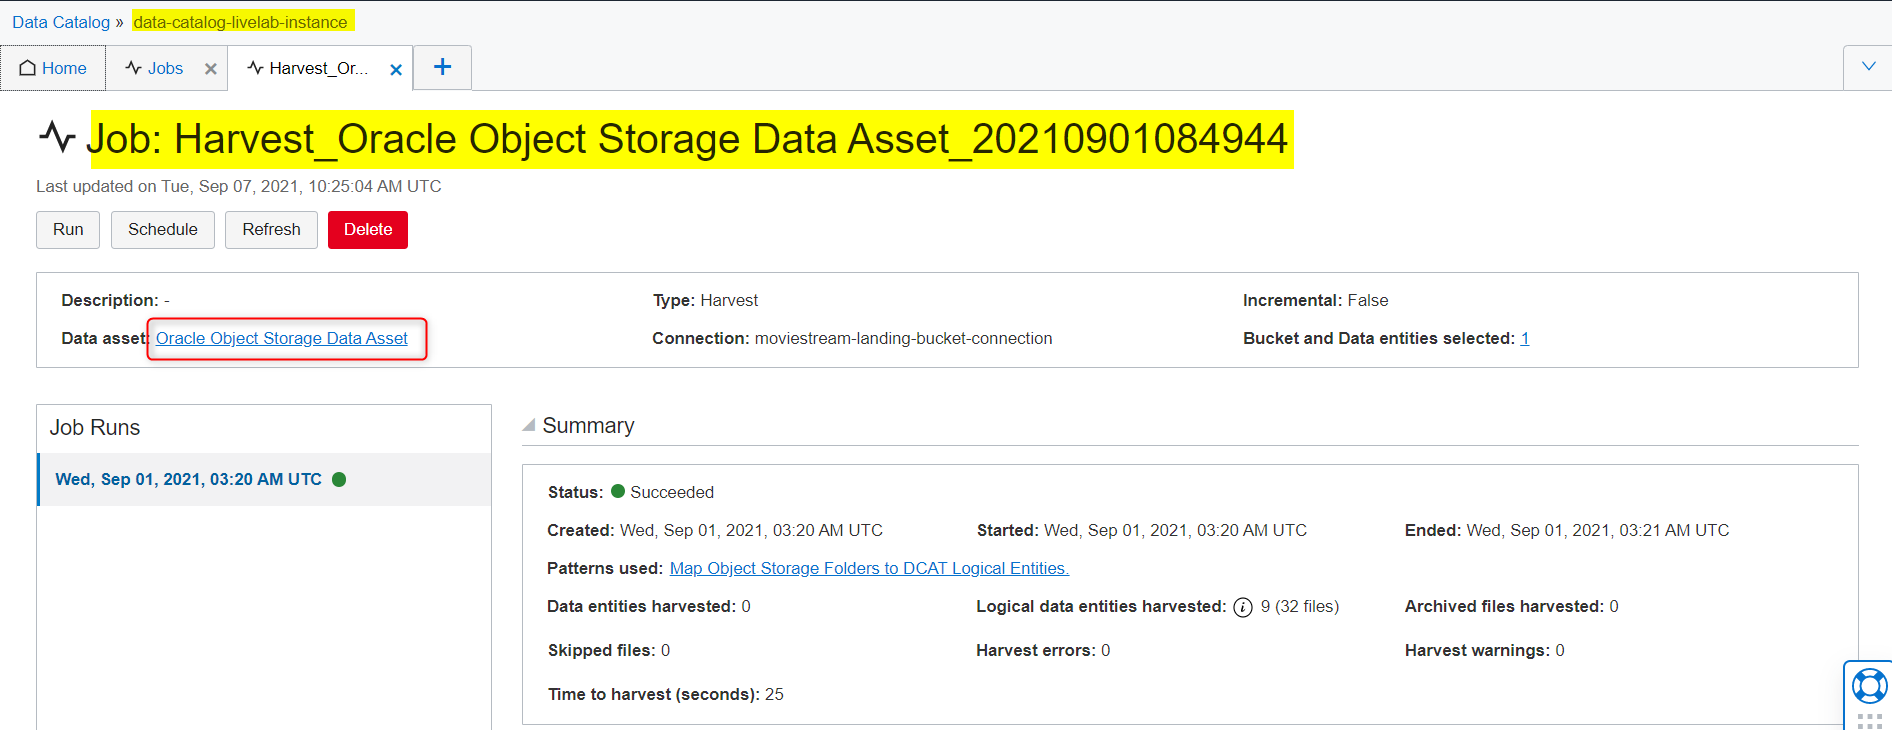 Data Catalog » data-catalog-livelab-instance
Home Jobs Harvest_Or...
Job: Harvest_Oracle Object Storage Data Asset_20210901084944
Last updated on Tue, Sep 07, 2021, 10:25:04 AM UTC
Run Schedule Refresh Delete
Description: - Type: Harvest Incremental: False
Data asset: Oracle Object Storage Data Asset Connection: moviestream-landing-bucket-connection Bucket and Data entities selected: 1
Job Runs
Wed, Sep 01, 2021, 03:20 AM UTC
Summary
Status: Succeeded
Created: Wed, Sep 01, 2021, 03:20 AM UTC Started: Wed, Sep 01, 2021, 03:20 AM UTC Ended: Wed, Sep 01, 2021, 03:21 AM UTC
Patterns used: Map Object Storage Folders to DCAT Logical Entities.
Data entities harvested: 0 Logical data entities harvested: i 9 (32 files) Archived files harvested: 0
Skipped files: 0 Harvest errors: 0 Harvest warnings: 0
Time to harvest (seconds): 25